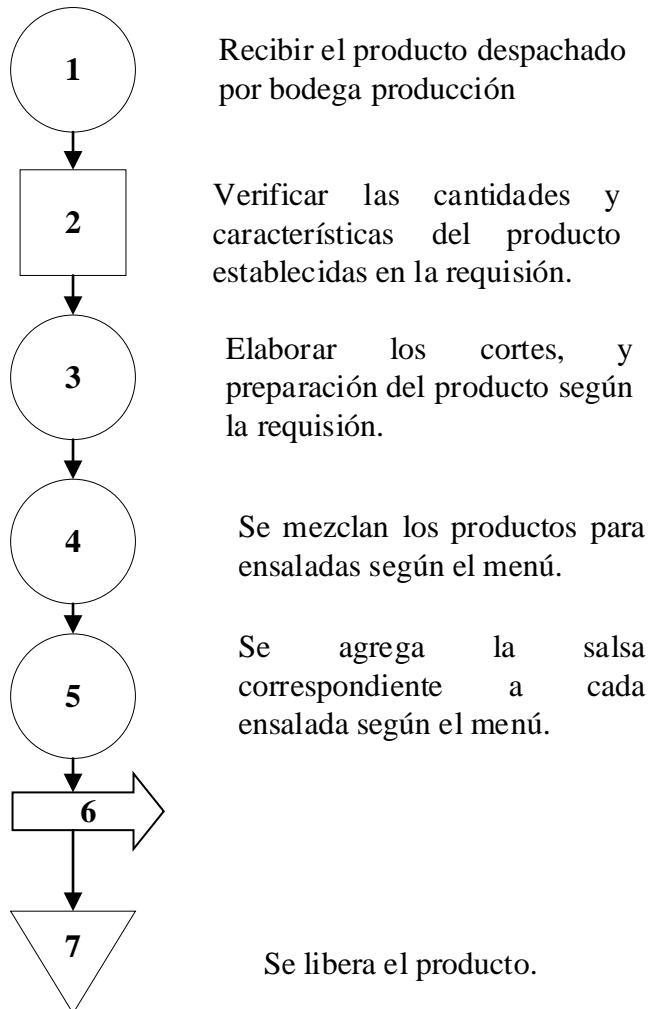 1
Recibir el producto despachado
por bodega producción
2
Verificar las cantidades y
características del producto
establecidas en la requisión.
3
Elaborar los cortes, y
preparación del producto según
la requisión.
4
Se mezclan los productos para
ensaladas según el menú.
5
Se agrega la salsa
correspondiente a cada
ensalada según el menú.
6
7
Se libera el producto.